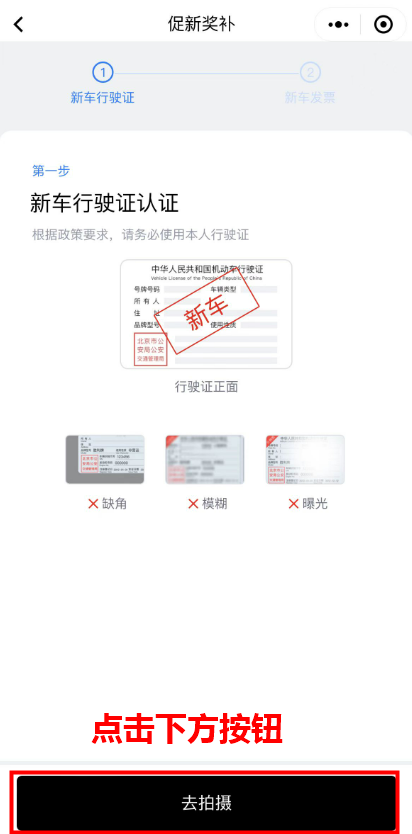 促新奖补
1
2
新车行驶证
新车发票
第一步
新车行驶证认证
根据政策要求，请务必使用本人行驶证
中华人民共和国机动车行驶证
Vehicle License of the People's Republic of China
号牌号码
车辆类型
所有人
住址
品牌型号
使用性质
新车
北京市公
安局公安
交通管理局
行驶证正面
缺角
模糊
曝光
点击下方按钮
去拍摄